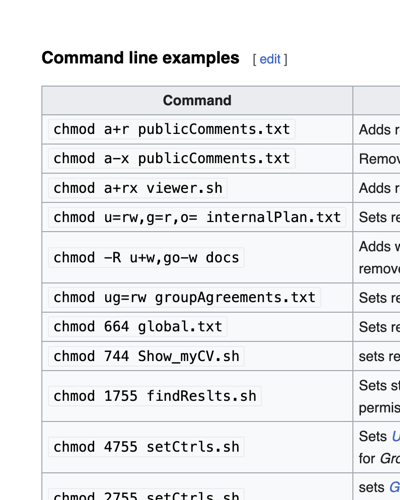 Command line examples [ edit ]
Command
chmod a+r publicComments.txt Adds r
chmod a-x publicComments.txt Remov
chmod a+rx viewer.sh Adds r
chmod u=rw,g=r,o= internalPlan.txt Sets re
chmod -R u+w,go-w docs Adds w
remove
chmod ug=rw groupAgreements.txt Sets re
chmod 664 global.txt Sets re
chmod 744 Show_myCV.sh sets re
chmod 1755 findReslts.sh Sets st
permis
chmod 4755 setCtrls.sh Sets U
for Gro
chmod 2755 setCtrls.sh sets G